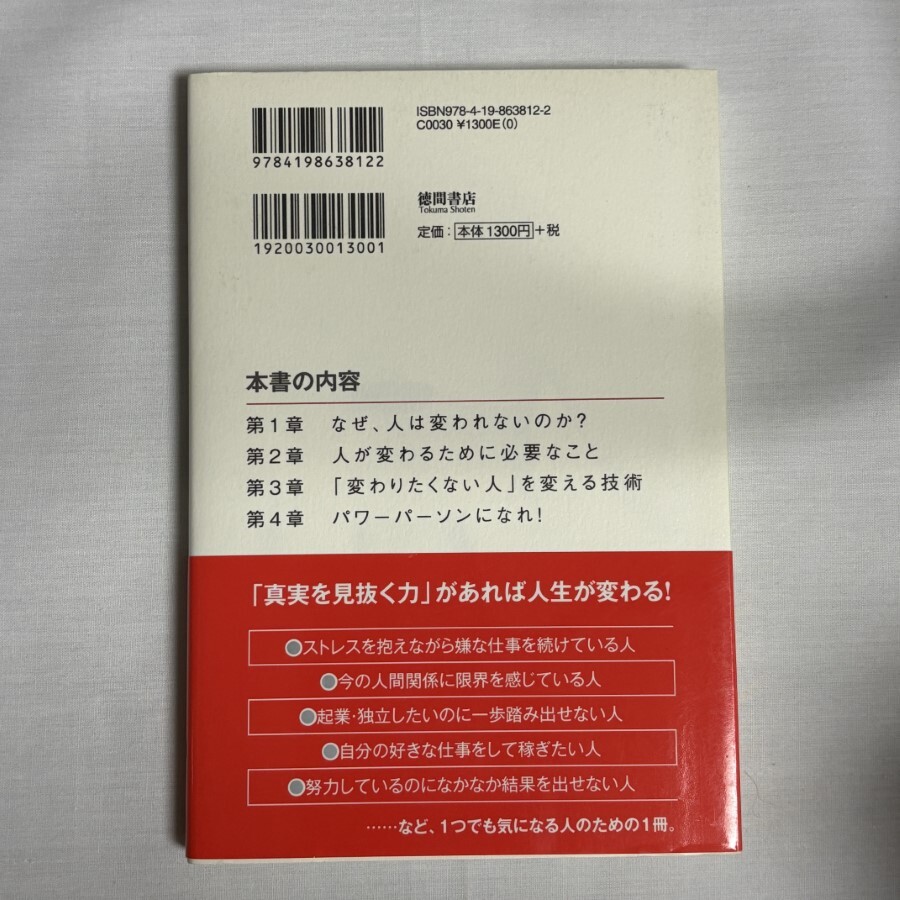 ISBN978-4-19-863812-2
C0030 ¥1300E(0)
9784198638122
徳間書店
Tokuma Shoten
定価：本体1300円+税
1920030013001
本書の内容
第1章 なぜ、人は変われないのか？
第2章 人が変わるために必要なこと
第3章 「変わりたくない人」を変える技術
第4章 パワーパーソンになれ！
「真実を見抜く力」があれば人生が変わる！
●ストレスを抱えながら嫌な仕事を続けている人
●今の人間関係に限界を感じている人
●起業・独立したいのに一歩踏み出せない人
●自分の好きな仕事をして稼ぎたい人
●努力しているのになかなか結果を出せない人
……など、1つでも気になる人のための1冊。